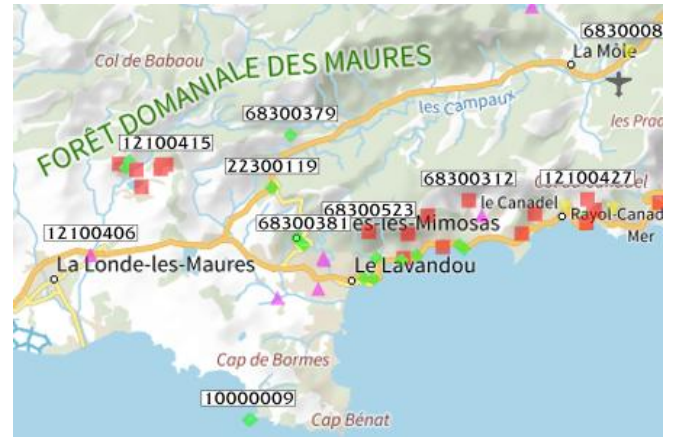 6830008
La Môle
Col de Babaou
FORÊT DOMANIALE DES MAURES
les Campaux
68300379
les Prad
12100415
22300119
68300312
12100427
le Canadel
68300523
Rayol-Canad
Mer
68300381
es-les-Mimosas
12100406
La Londe-les-Maures
Le Lavandou
Cap de Bormes
10000009
Cap Bénat